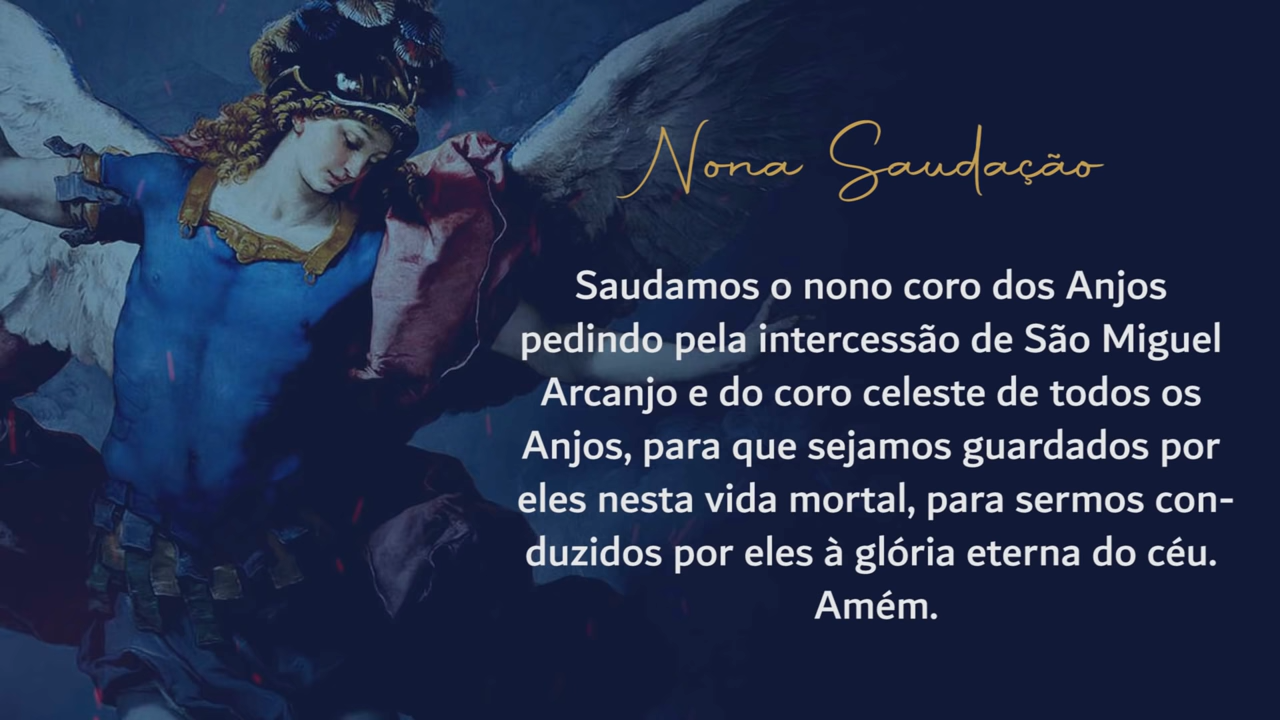 Nona Saudação
Saudamos o nono coro dos Anjos
pedindo pela intercessão de São Miguel
Arcanjo e do coro celeste de todos os
Anjos, para que sejamos guardados por
eles nesta vida mortal, para sermos con-
duzidos por eles à glória eterna do céu.
Amém.